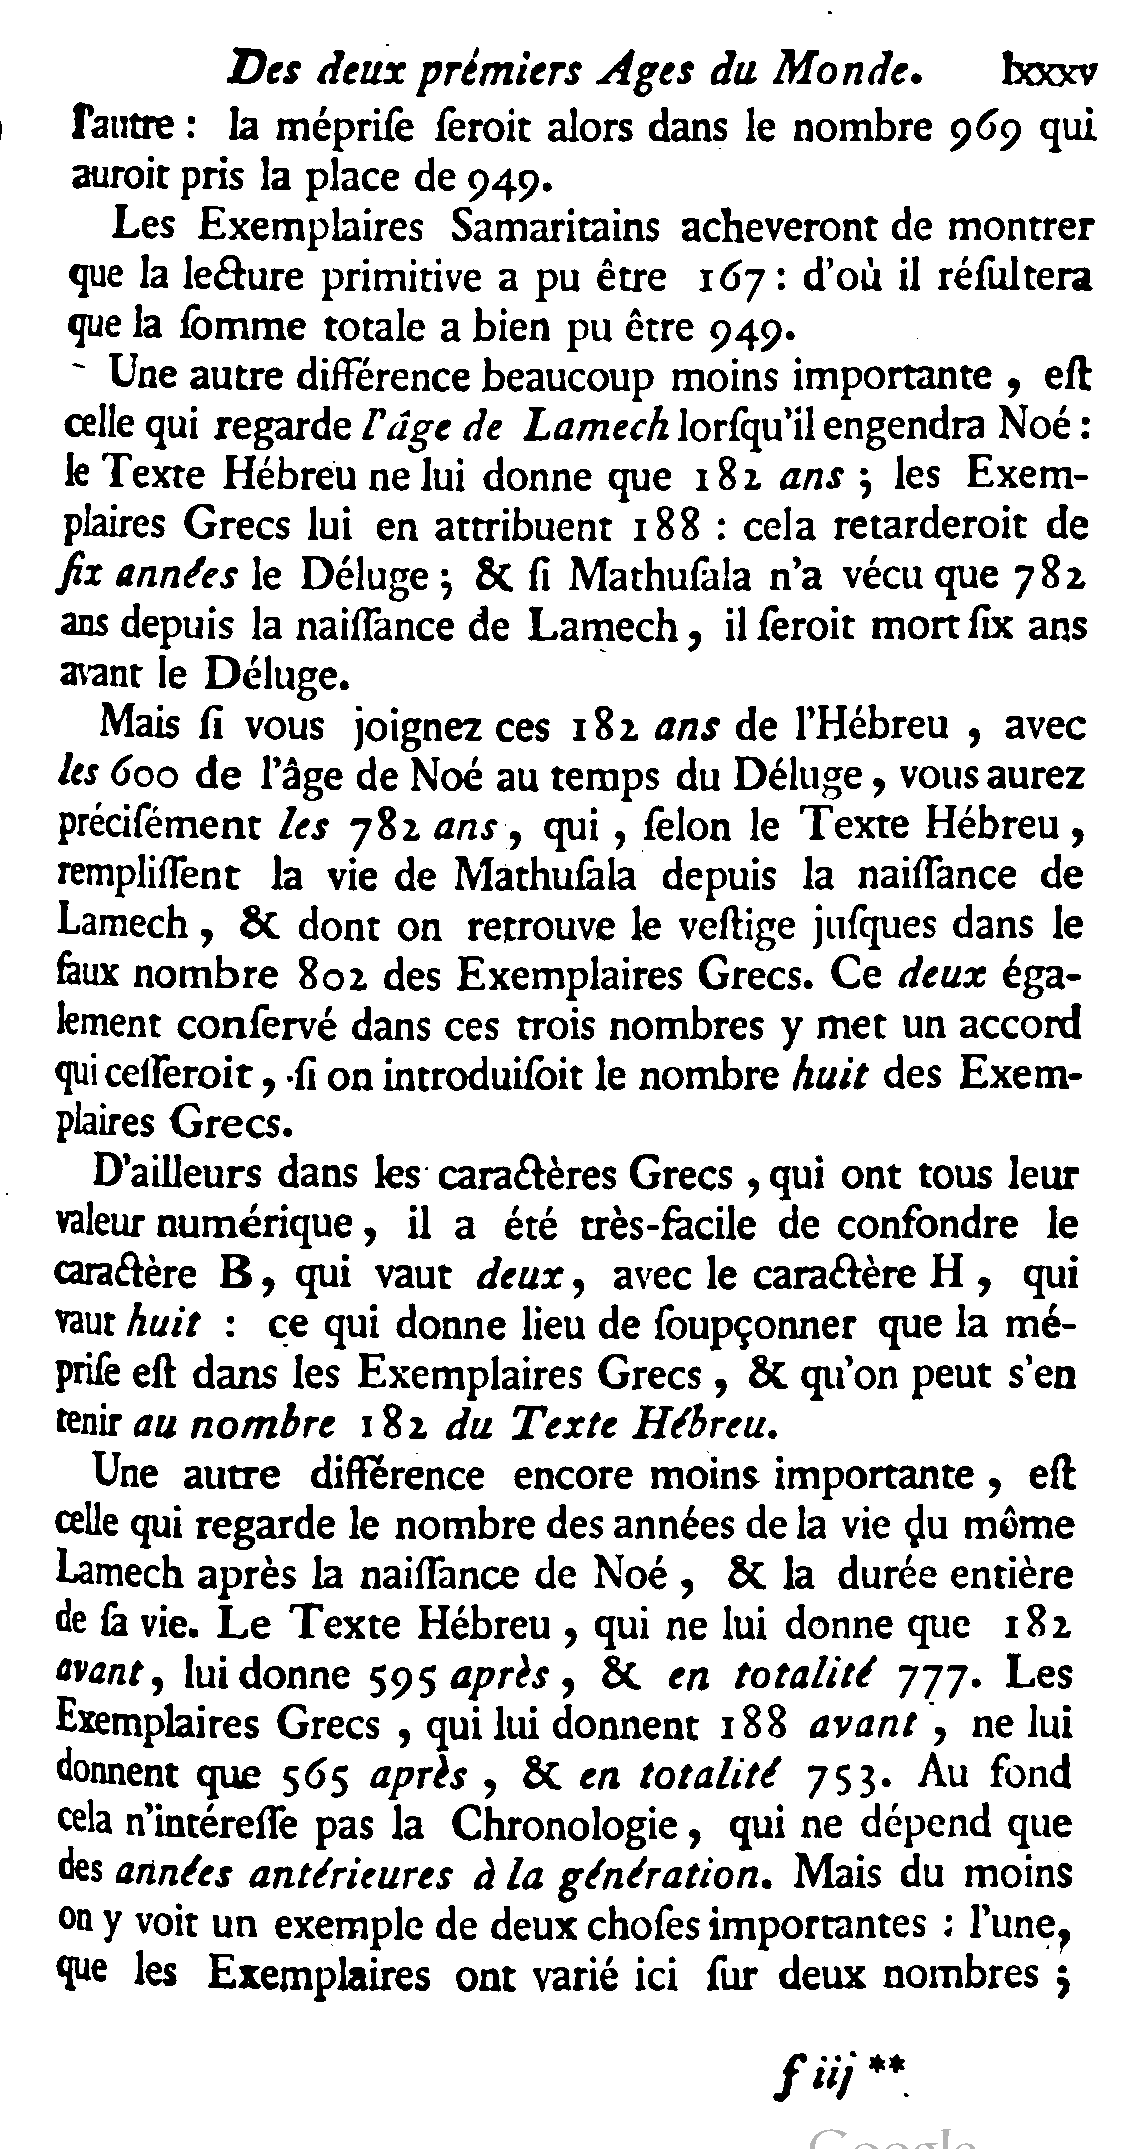 Des deux prémiers Ages du Monde. lxxxv
l'autre : la mépriſe ſeroit alors dans le nombre 969 qui
auroit pris la place de 949.
Les Exemplaires Samaritains acheveront de montrer
que la lecture primitive a pu être 167 : d'où il réſultera
que la ſomme totale a bien pu être 949.
Une autre différence beaucoup moins importante , eſt
celle qui regarde l'âge de Lamech lorſqu'il engendra Noé :
le Texte Hébreu ne lui donne que 182 ans ; les Exem-
plaires Grecs lui en attribuent 188 : cela retarderoit de
ſix années le Déluge ; & ſi Mathuſala n'a vécu que 782
ans depuis la naiſſance de Lamech , il ſeroit mort ſix ans
avant le Déluge.
Mais ſi vous joignez ces 182 ans de l'Hébreu , avec
les 600 de l'âge de Noé au temps du Déluge , vous aurez
préciſément les 782 ans , qui , ſelon le Texte Hébreu ,
rempliſſent la vie de Mathuſala depuis la naiſſance de
Lamech , & dont on retrouve le veſtige juſques dans le
faux nombre 802 des Exemplaires Grecs. Ce deux éga-
lement conſervé dans ces trois nombres y met un accord
qui ceſſeroit , ſi on introduiſoit le nombre huit des Exem-
plaires Grecs.
D'ailleurs dans les caractères Grecs , qui ont tous leur
valeur numérique , il a été très-facile de confondre le
caractère B , qui vaut deux , avec le caractère H , qui
vaut huit : ce qui donne lieu de ſoupçonner que la mé-
priſe eſt dans les Exemplaires Grecs , & qu'on peut s'en
tenir au nombre 182 du Texte Hébreu.
Une autre différence encore moins importante , eſt
celle qui regarde le nombre des années de la vie du même
Lamech après la naiſſance de Noé , & la durée entière
de ſa vie. Le Texte Hébreu , qui ne lui donne que 182
avant , lui donne 595 après , & en totalité 777. Les
Exemplaires Grecs , qui lui donnent 188 avant , ne lui
donnent que 565 après , & en totalité 753. Au fond
cela n'intéreſſe pas la Chronologie , qui ne dépend que
des années antérieures à la génération. Mais du moins
on y voit un exemple de deux choſes importantes : l'une,
que les Exemplaires ont varié ici ſur deux nombres ;
f iij **
Google